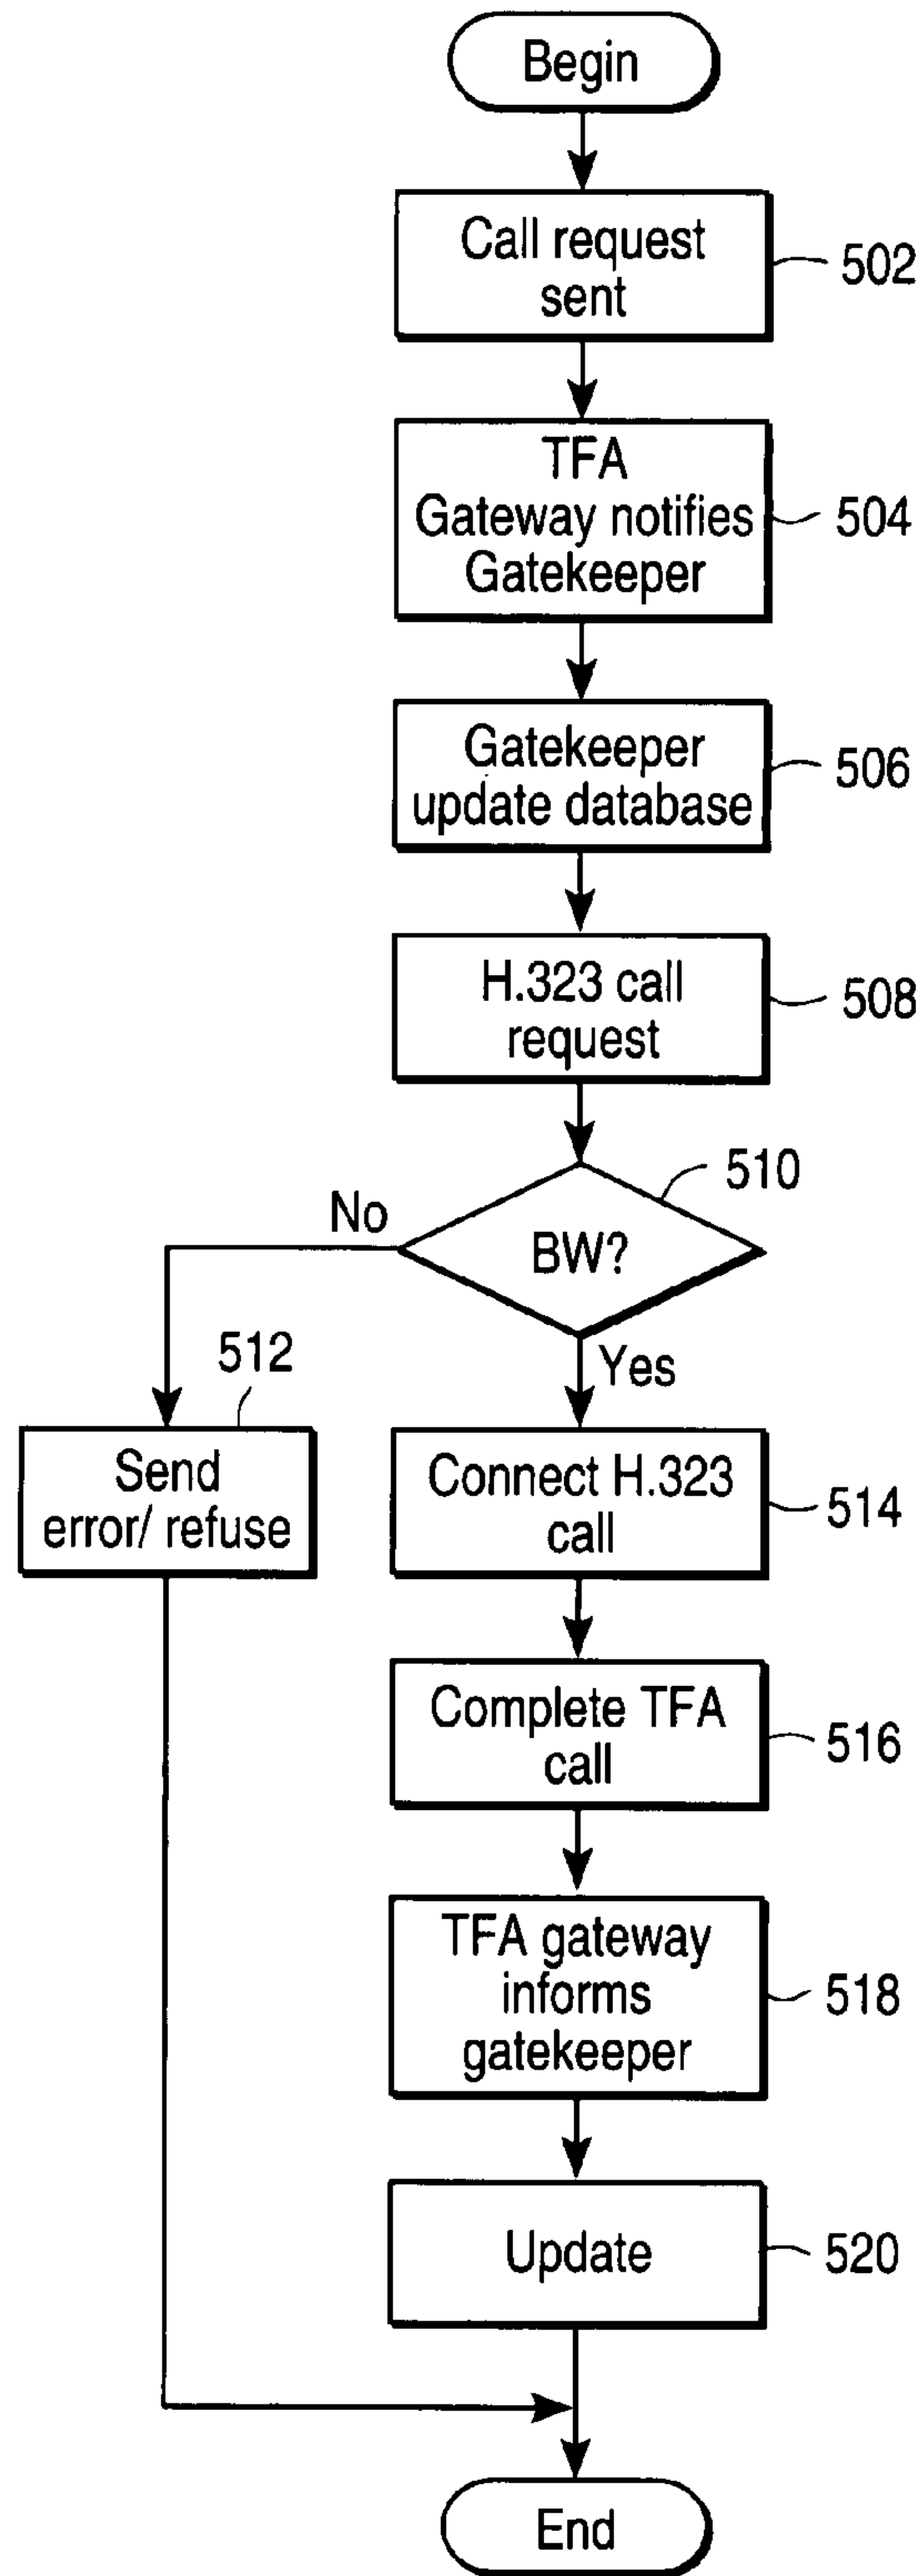 Begin
Call request
sent
502
TFA
Gateway notifies
Gatekeeper
504
Gatekeeper
update database
506
H.323 call
request
508
510
BW?
No
Yes
512
Send
error/ refuse
Connect H.323
call
514
Complete TFA
call
516
TFA gateway
informs
gatekeeper
518
Update
520
End